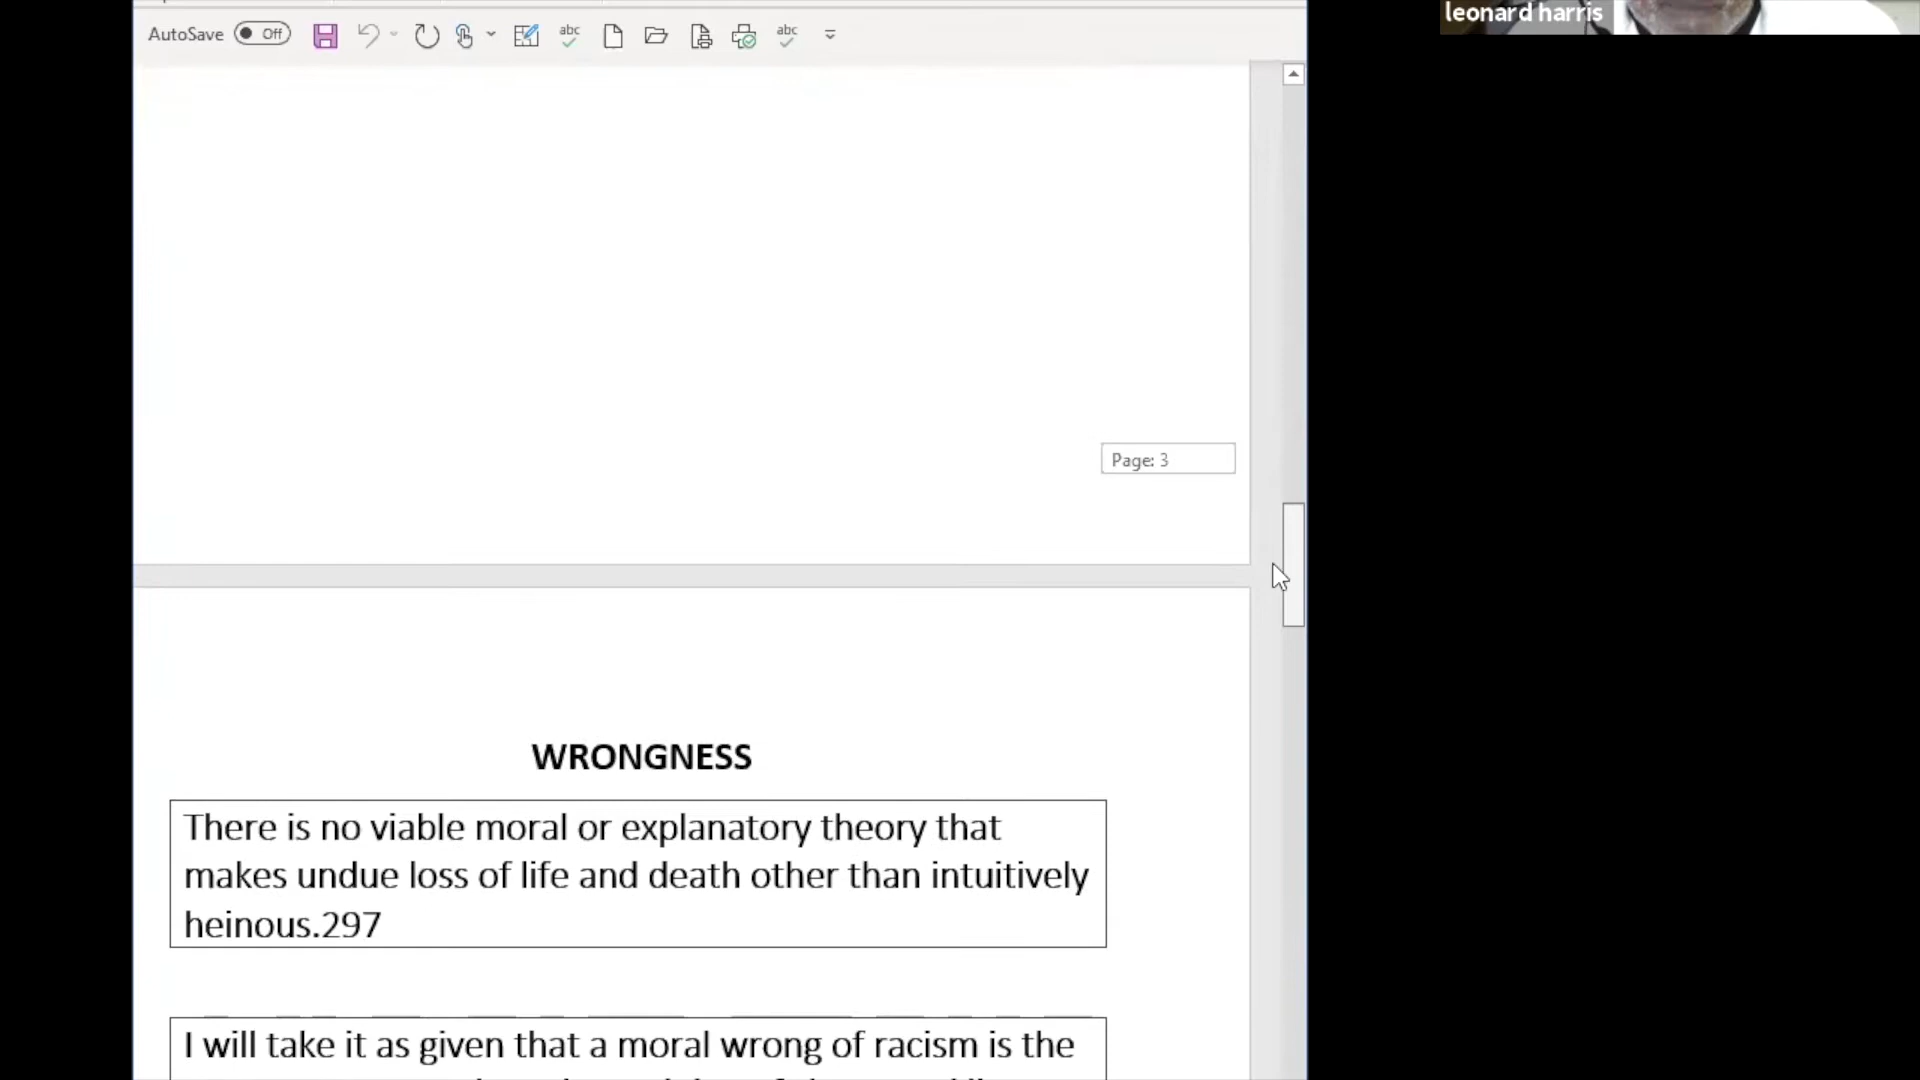 leonard harris
AutoSave Off
abc
abc
Page: 3
WRONGNESS
There is no viable moral or explanatory theory that
makes undue loss of life and death other than intuitively
heinous.297
I will take it as given that a moral wrong of racism is the